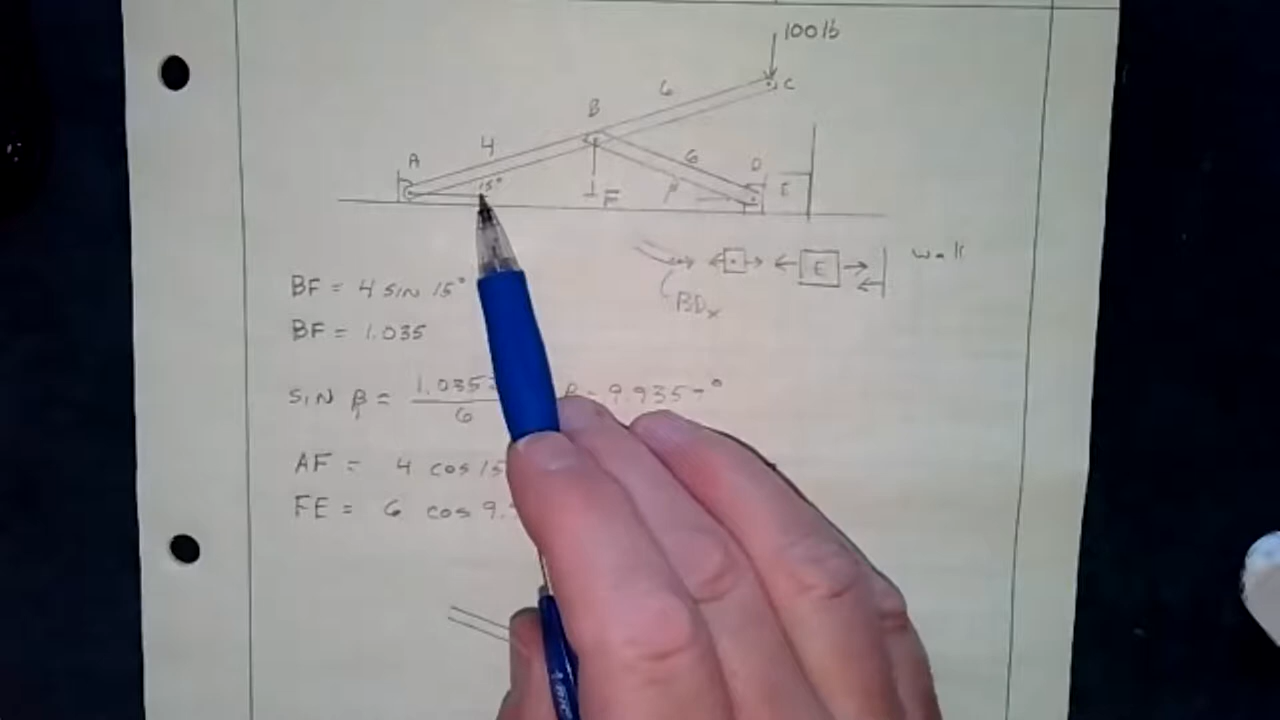 100 lb
C
6
B
4
6
A
D
15°
E
β
F
wall
E
BDx
BF = 4 sin 15°
BF = 1.035
SIN β = 1.035
6
9.935
AF = 4 cos 15
FE = 6 cos 9.